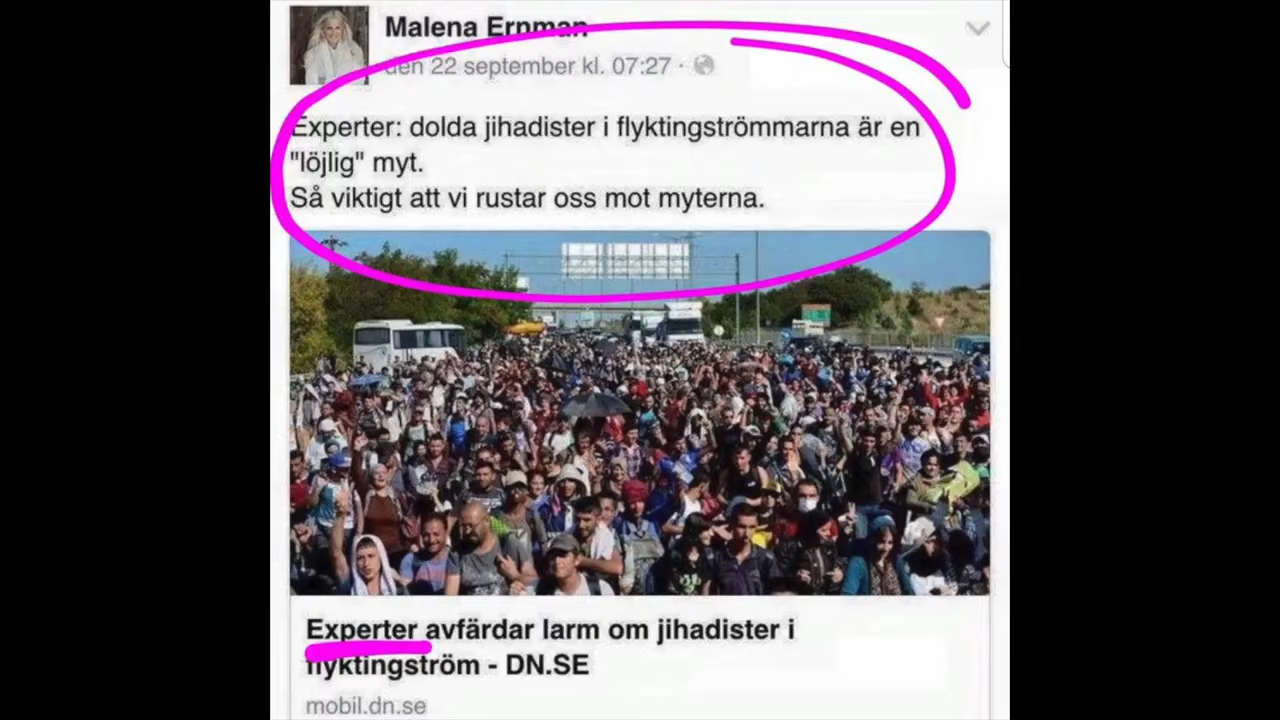 Malena Ernman
den 22 september kl. 07:27 ·
Experter: dolda jihadister i flyktingströmmarna är en
"löjlig" myt.
Så viktigt att vi rustar oss mot myterna.
Experter avfärdar larm om jihadister i
flyktingström - DN.SE
mobil.dn.se